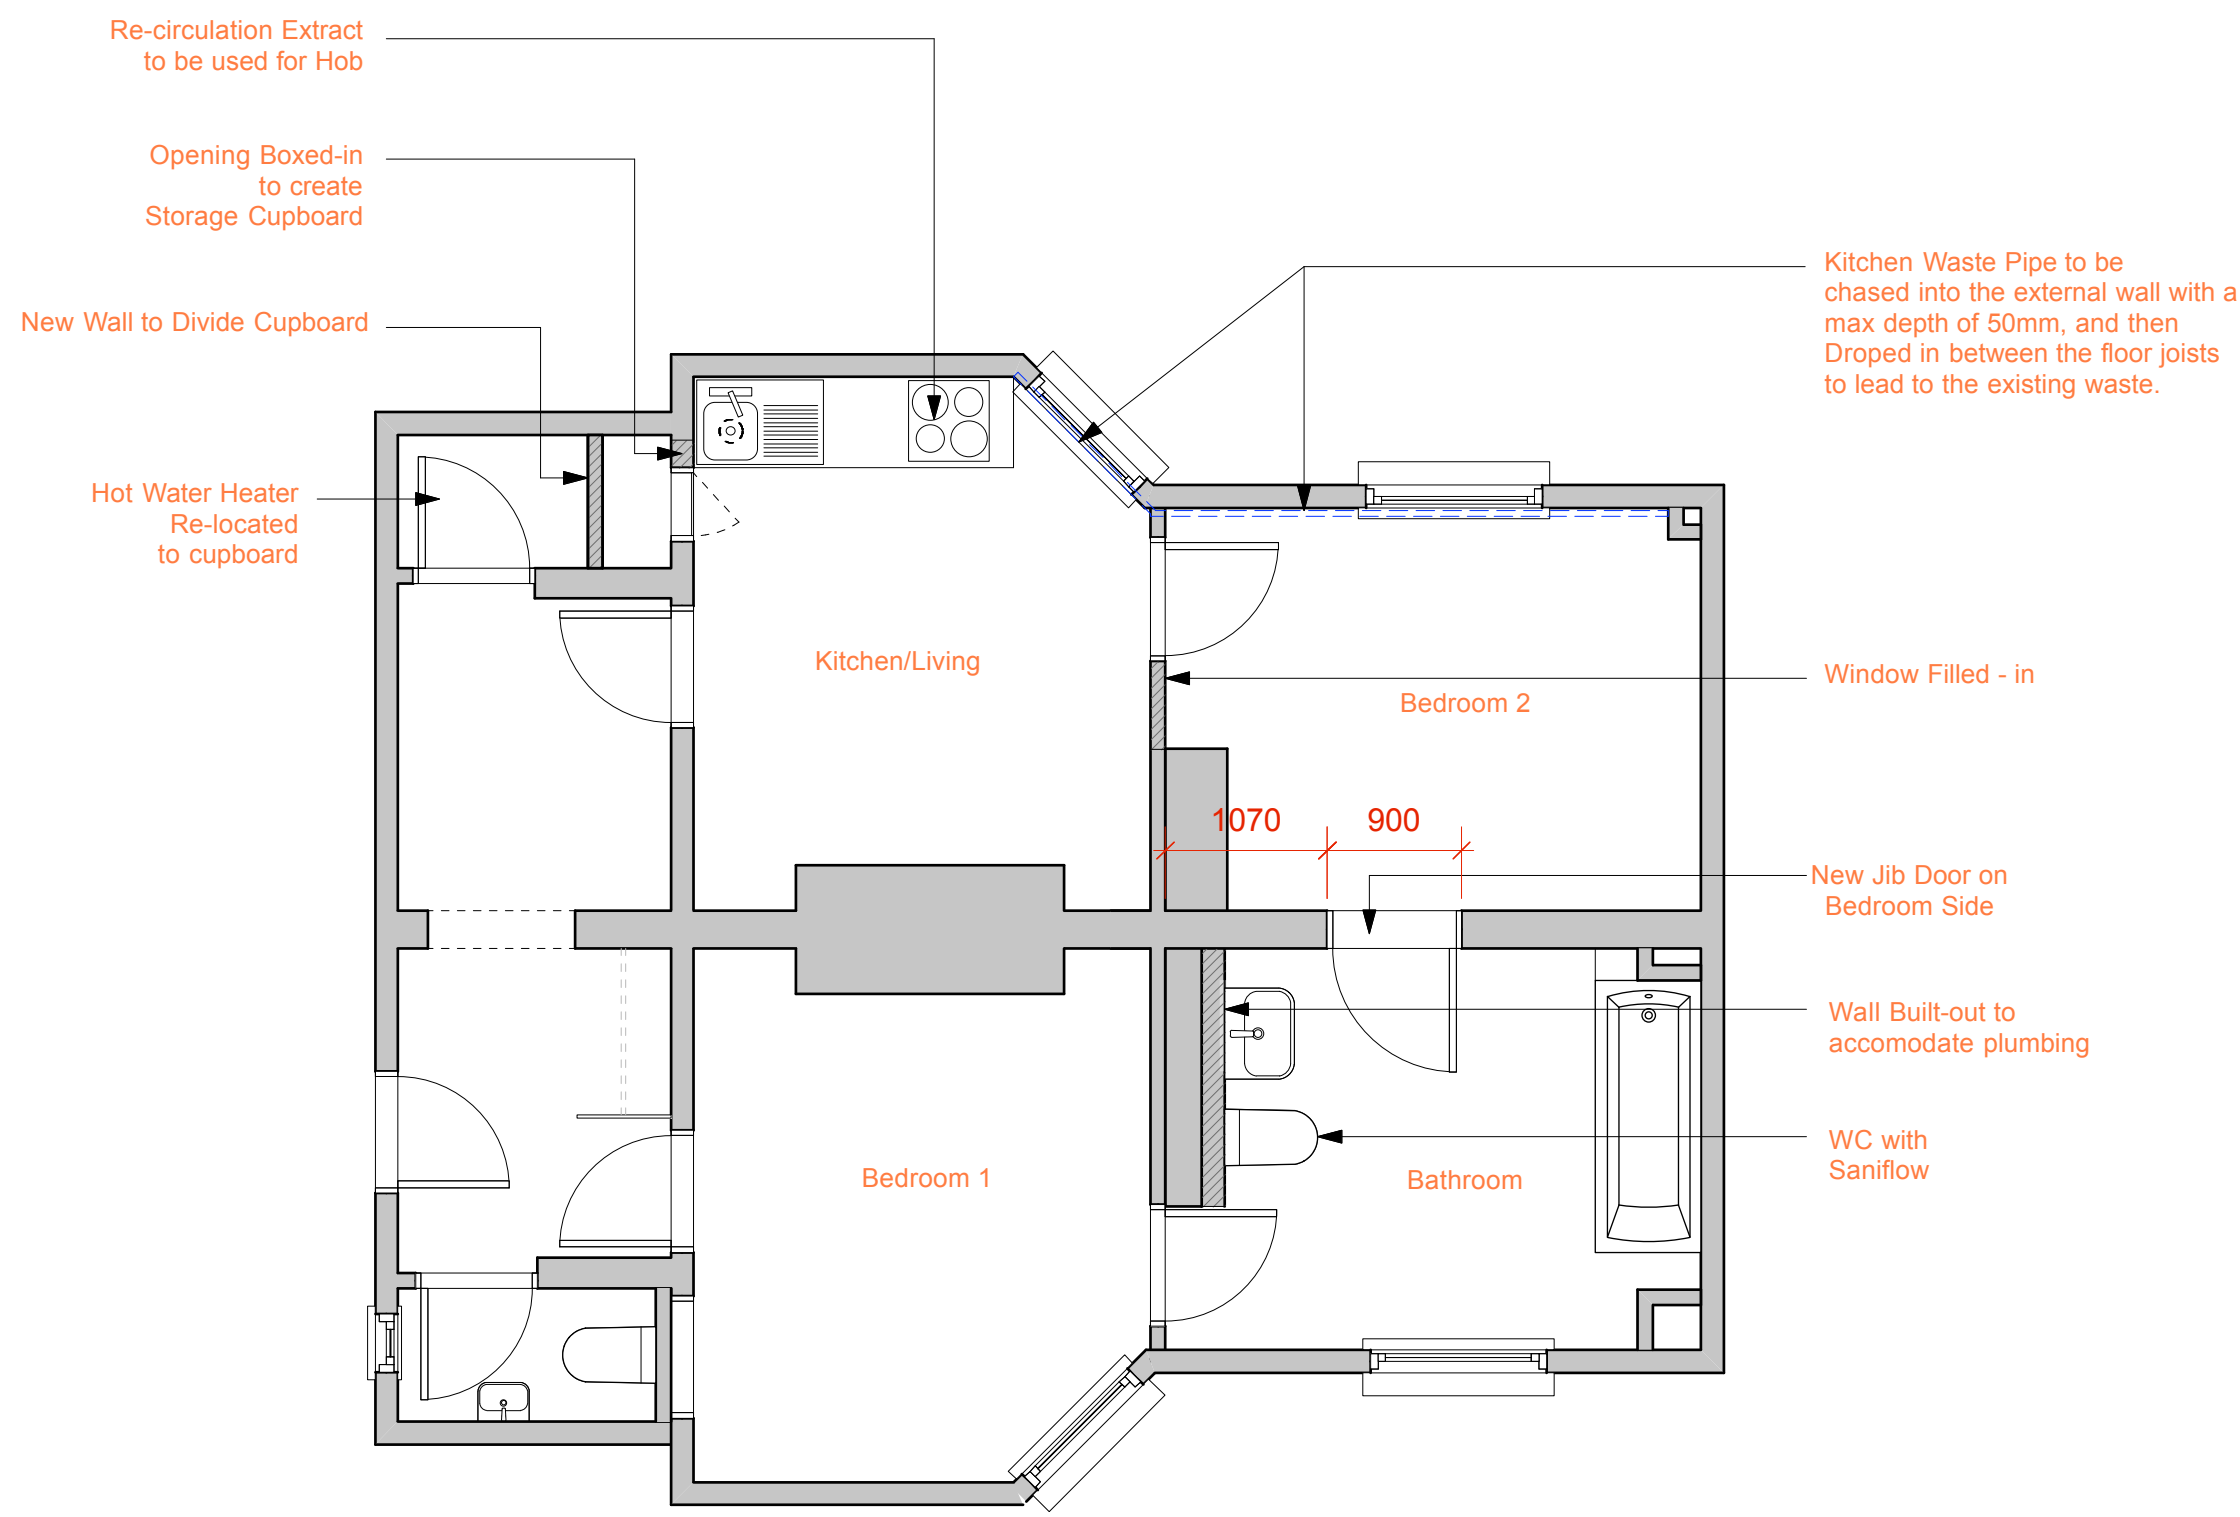 Re-circulation Extract
to be used for Hob
Opening Boxed-in
to create
Storage Cupboard
New Wall to Divide Cupboard
Hot Water Heater
Re-located
to cupboard
Kitchen Waste Pipe to be
chased into the external wall with a
max depth of 50mm, and then
Droped in between the floor joists
to lead to the existing waste.
Kitchen/Living
Window Filled - in
Bedroom 2
1070
900
New Jib Door on
Bedroom Side
Wall Built-out to
accomodate plumbing
WC with
Saniflow
Bedroom 1
Bathroom